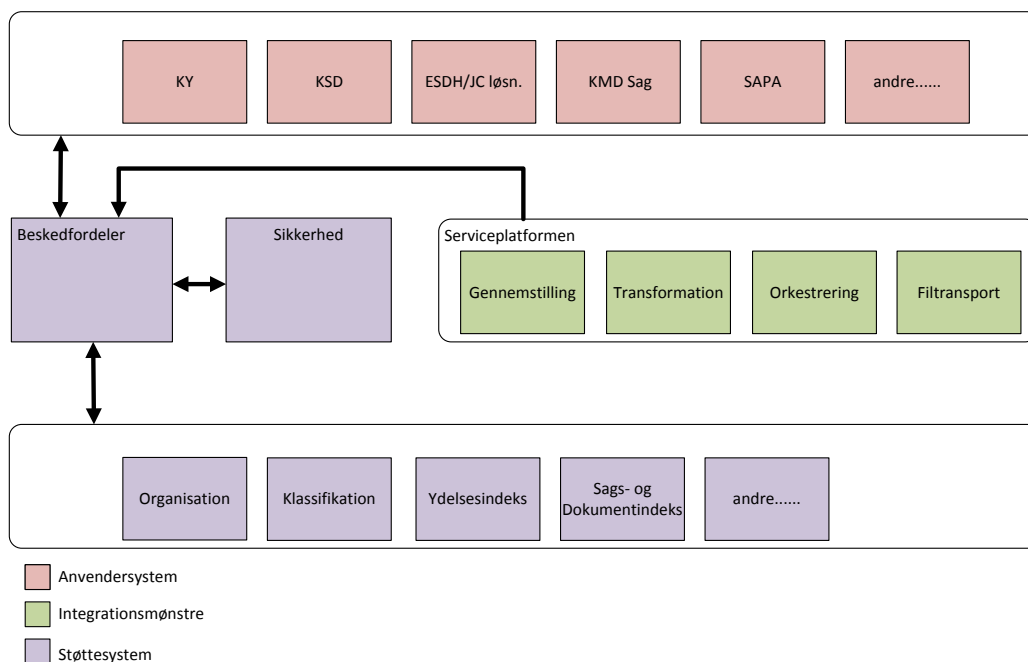 KY
KSD
ESDH/JC løsn.
KMD Sag
SAPA
andre......
Beskedfordeler
Sikkerhed
Serviceplatformen
Gennemstilling
Transformation
Orkestrering
Filtransport
Organisation
Klassifikation
Ydelsesindeks
Sags- og
Dokumentindeks
andre......
Anvendersystem
Integrationsmønstre
Støttesystem